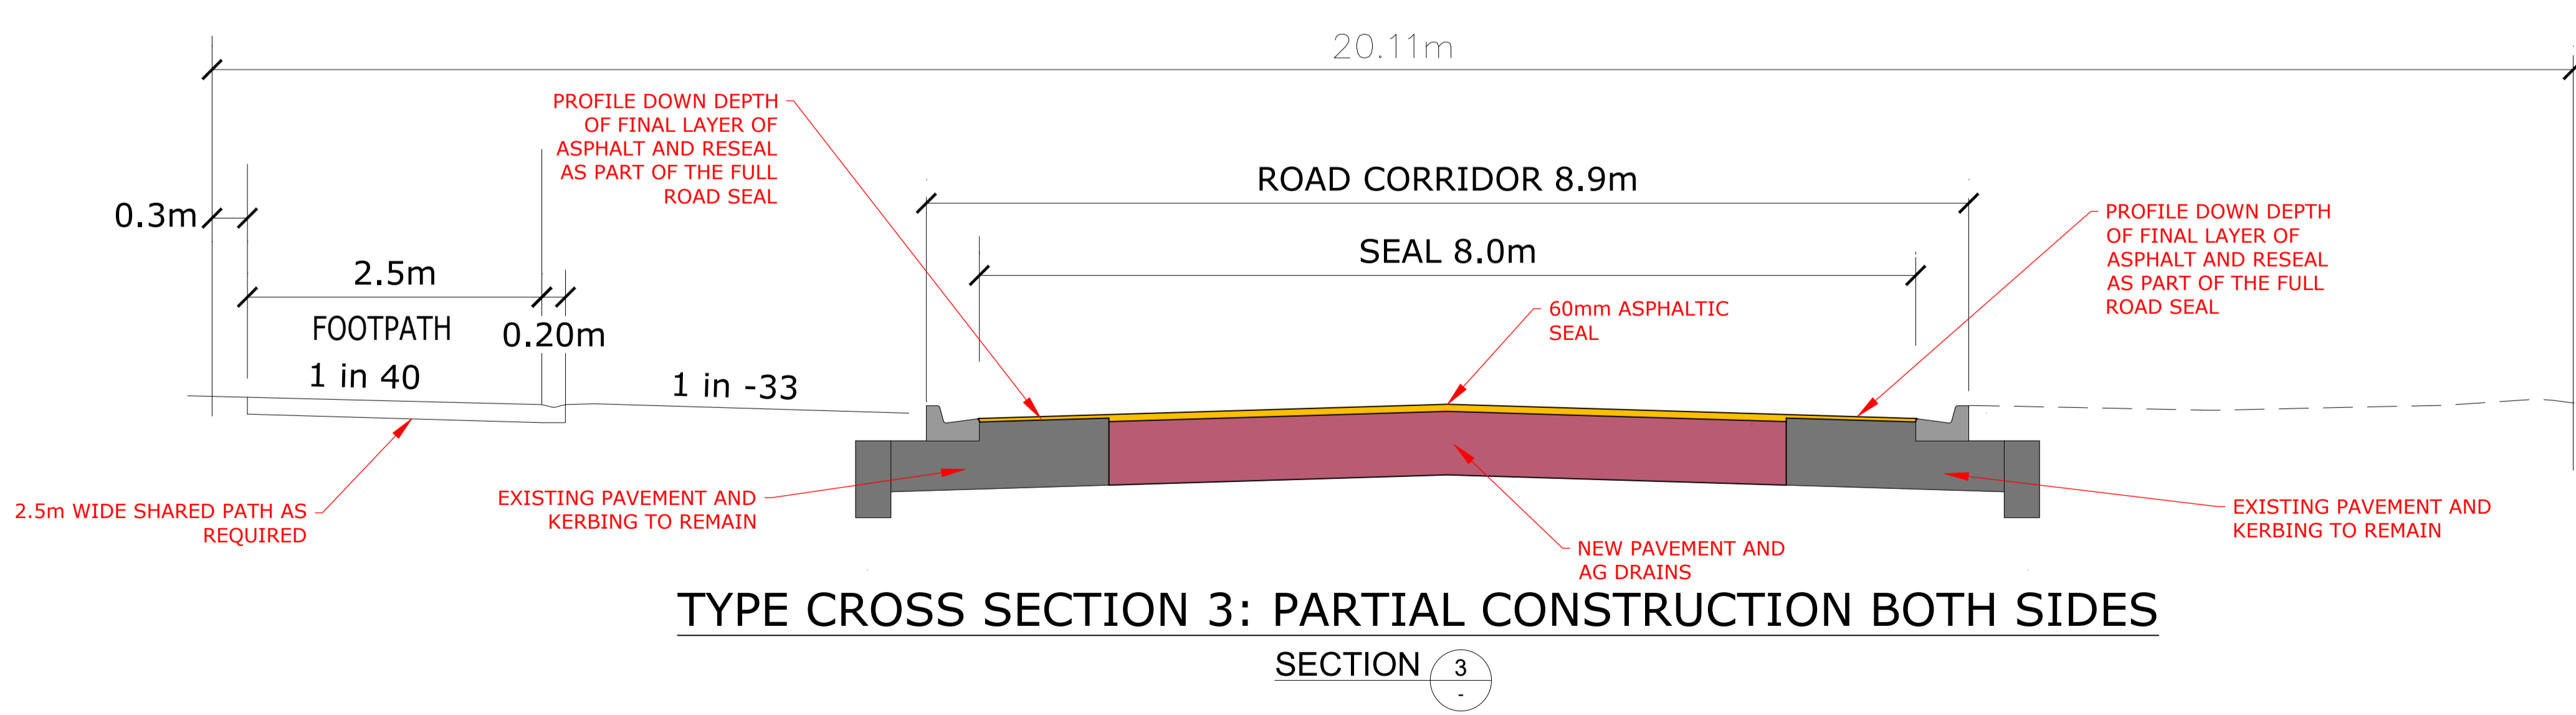 20.11m
PROFILE DOWN DEPTH
OF FINAL LAYER OF
ASPHALT AND RESEAL
AS PART OF THE FULL
ROAD SEAL
ROAD CORRIDOR 8.9m
0.3m
PROFILE DOWN DEPTH
OF FINAL LAYER OF
ASPHALT AND RESEAL
AS PART OF THE FULL
ROAD SEAL
SEAL 8.0m
2.5m
FOOTPATH
0.20m
60mm ASPHALTIC
SEAL
1 in 40
1 in -33
2.5m WIDE SHARED PATH AS
REQUIRED
EXISTING PAVEMENT AND
KERBING TO REMAIN
NEW PAVEMENT AND
AG DRAINS
EXISTING PAVEMENT AND
KERBING TO REMAIN
TYPE CROSS SECTION 3: PARTIAL CONSTRUCTION BOTH SIDES
SECTION 3
-